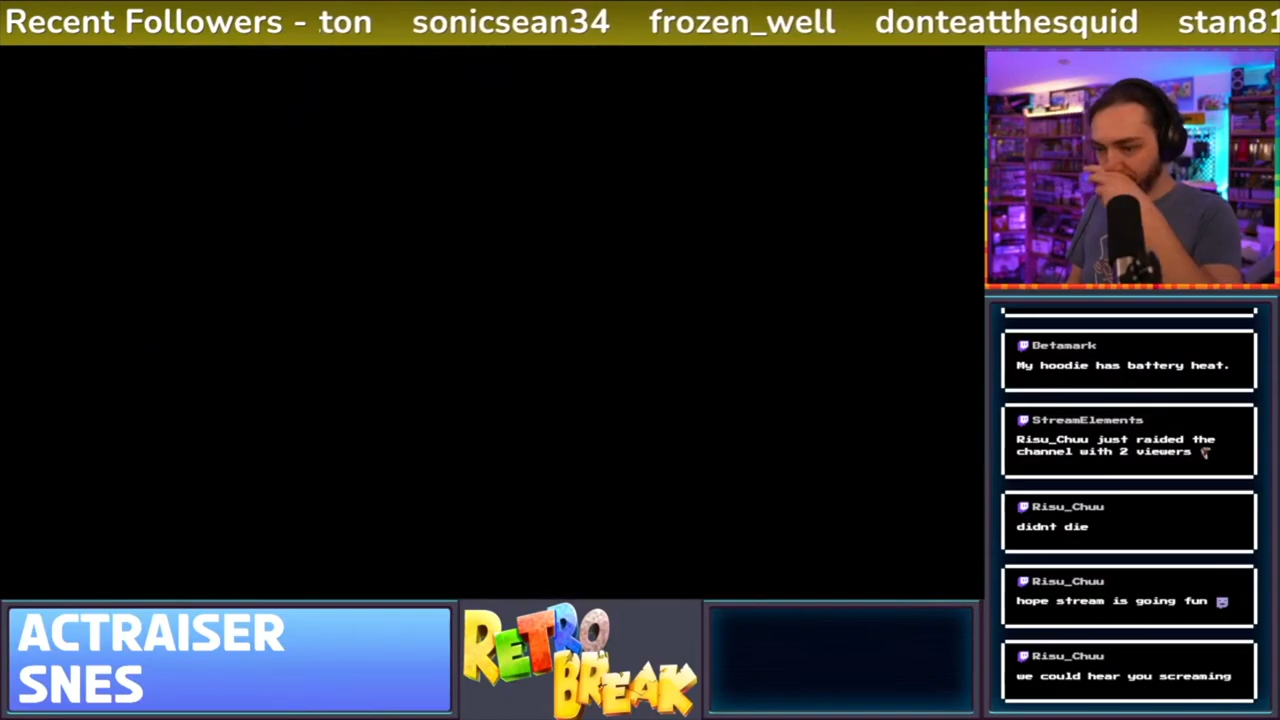 Recent Followers - ton sonicsean34 frozen_well donteatthesquid stan81
Betamark
My hoodie has battery heat.
StreamElements
Risu_Chuu just raided the
channel with 2 viewers
Risu_Chuu
didnt die
Risu_Chuu
hope stream is going fun
Risu_Chuu
we could hear you screaming
ACTRAISER
SNES
RETRO
BREAK